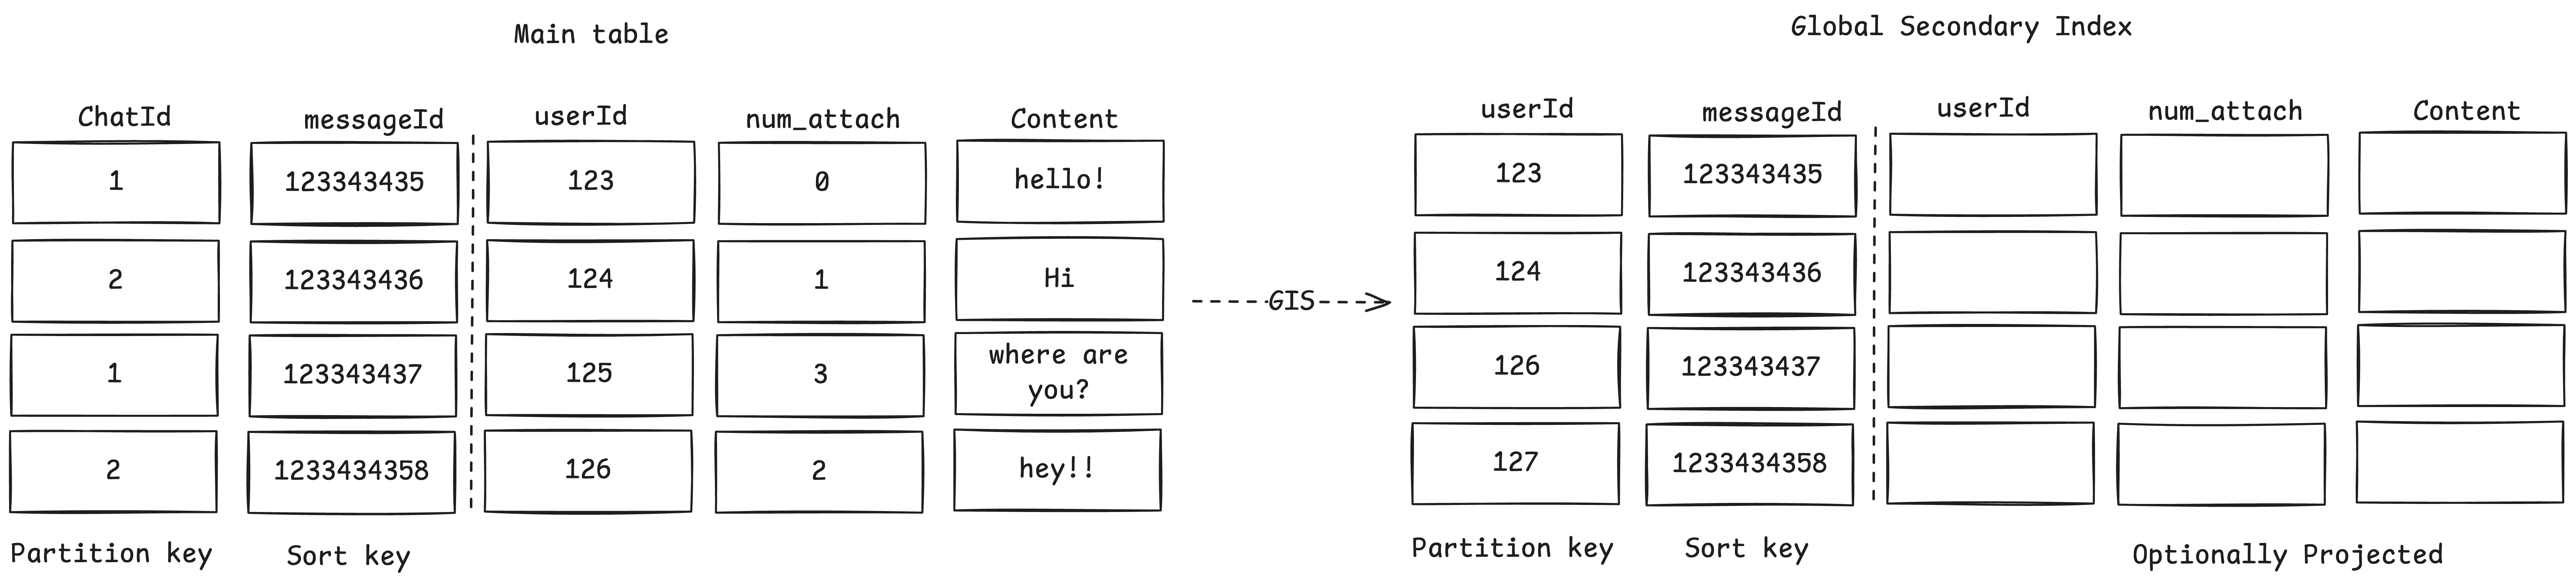 Main table
ChatId messageId userId num_attach Content
1 123343435 123 0 hello!
2 123343436 124 1 Hi
1 123343437 125 3 where are
you?
2 1233434358 126 2 hey!!
Partition key Sort key
GIS
Global Secondary Index
userId messageId userId num_attach Content
123 123343435
124 123343436
126 123343437
127 1233434358
Partition key Sort key Optionally Projected